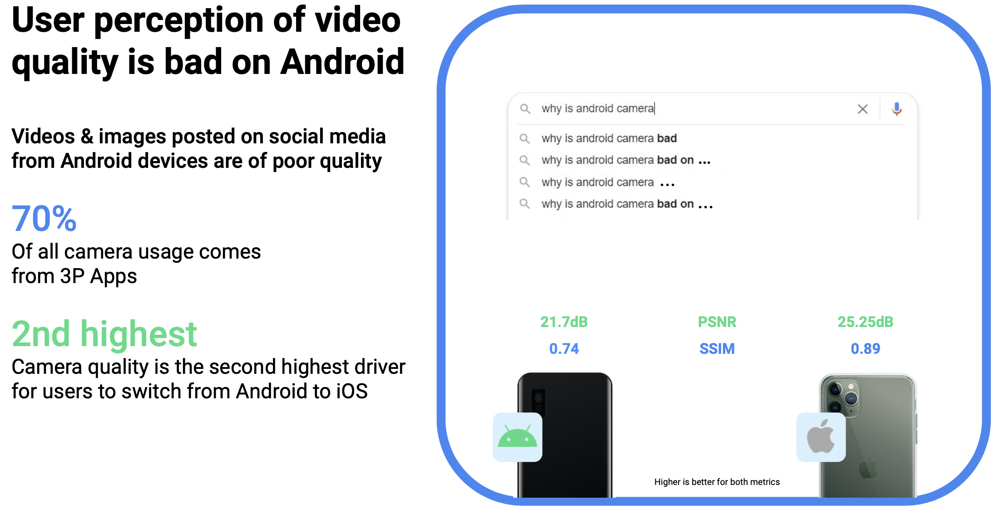 User perception of video
quality is bad on Android
Videos & images posted on social media
from Android devices are of poor quality
70%
Of all camera usage comes
from 3P Apps
2nd highest
Camera quality is the second highest driver
for users to switch from Android to iOS
why is android camera
why is android camera bad
why is android camera bad on ...
why is android camera ...
why is android camera bad on ...
21.7dB PSNR 25.25dB
0.74 SSIM 0.89
Higher is better for both metrics